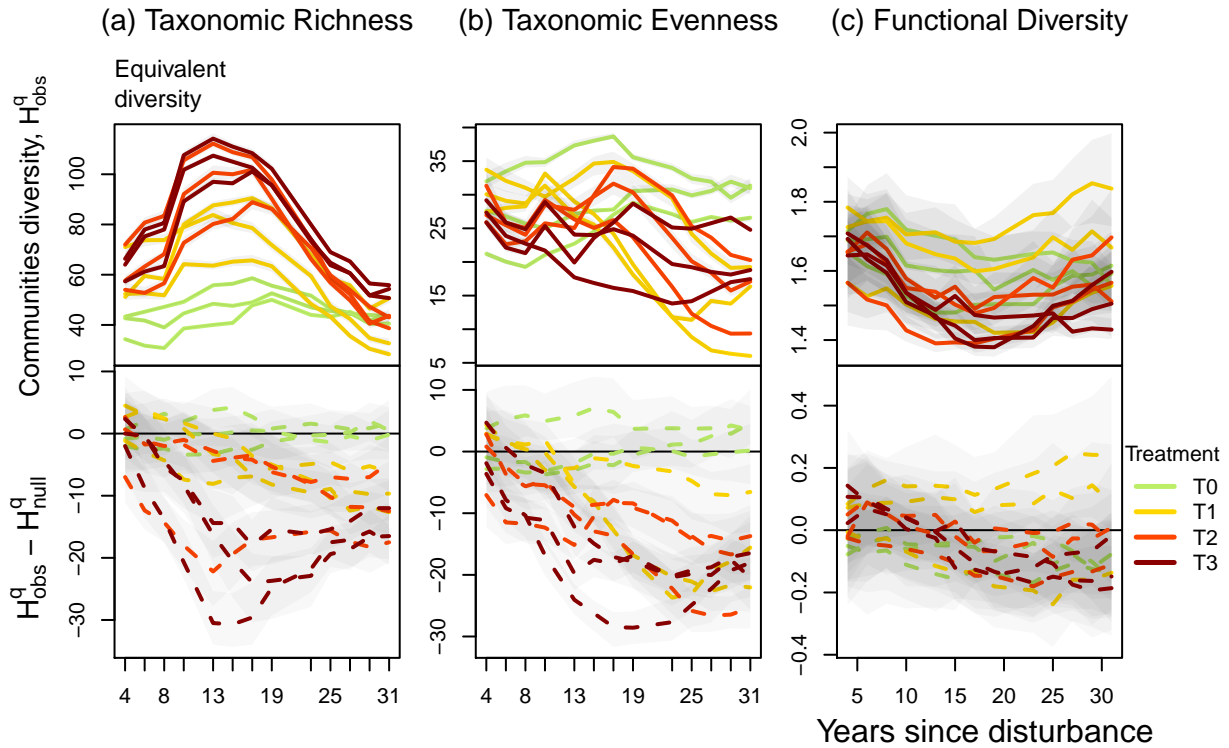 (a) Taxonomic Richness (b) Taxonomic Evenness (c) Functional Diversity
Equivalent
diversity
Communities diversity, H^q_obs
40 60 80 100
5 15 25 35
1.4 1.6 1.8 2.0
H^q_obs − H^q_null
−30 −20 −10 0 10
−30 −20 −10 0 10
−0.4 −0.2 0.0 0.2 0.4
4 8 13 19 25 31
4 8 13 19 25 31
5 10 15 20 25 30
Years since disturbance
Treatment
T0
T1
T2
T3